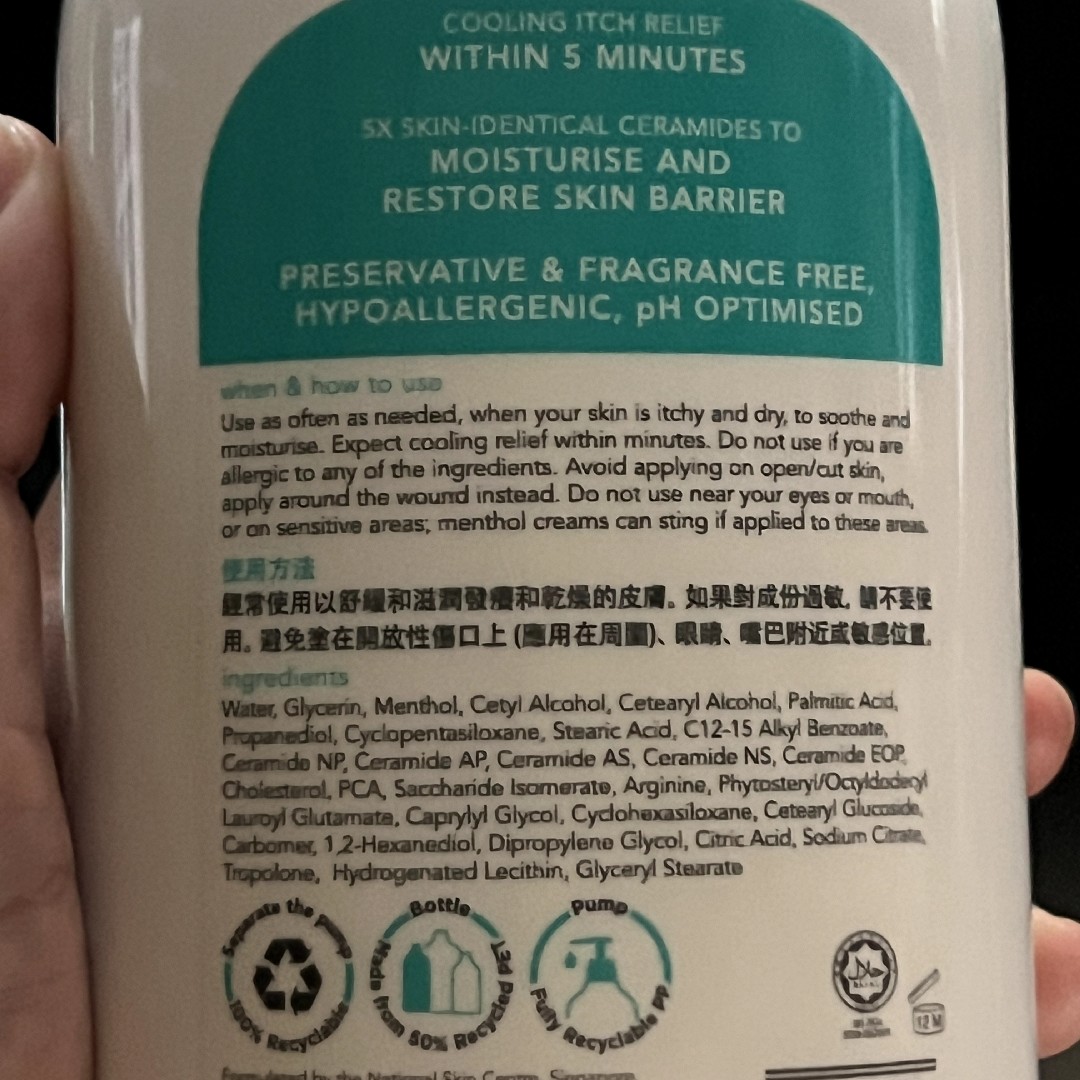 COOLING ITCH RELIEF
WITHIN 5 MINUTES
5X SKIN-IDENTICAL CERAMIDES TO
MOISTURISE AND
RESTORE SKIN BARRIER
PRESERVATIVE & FRAGRANCE FREE,
HYPOALLERGENIC, pH OPTIMISED
when & how to use
Use as often as needed, when your skin is itchy and dry, to soothe and
moisturise. Expect cooling relief within minutes. Do not use if you are
allergic to any of the ingredients. Avoid applying on open/cut skin,
apply around the wound instead. Do not use near your eyes or mouth,
or on sensitive areas; menthol creams can sting if applied to these areas.
使用方法
經常使用以舒緩和滋潤發癢和乾燥的皮膚。如果對成份過敏, 請不要使
用。避免塗在開放性傷口上 (應用在周圍)、眼睛、嘴巴附近或敏感位置。
ingredients
Water, Glycerin, Menthol, Cetyl Alcohol, Cetearyl Alcohol, Palmitic Acid,
Propanediol, Cyclopentasiloxane, Stearic Acid, C12-15 Alkyl Benzoate,
Ceramide NP, Ceramide AP, Ceramide AS, Ceramide NS, Ceramide EOP,
Cholesterol, PCA, Saccharide Isomerate, Arginine, Phytosteryl/Octyldodecyl
Lauroyl Glutamate, Caprylyl Glycol, Cyclohexasiloxane, Cetearyl Glucoside,
Carbomer, 1,2-Hexanediol, Dipropylene Glycol, Citric Acid, Sodium Citrate,
Tropolone, Hydrogenated Lecithin, Glyceryl Stearate
Separate the pump
100% Recyclable
Bottle
Made from 50% Recycled PET
Pump
Fully Recyclable PP
حلال
12 M
Formulated by the National Skin Centre, Singapore